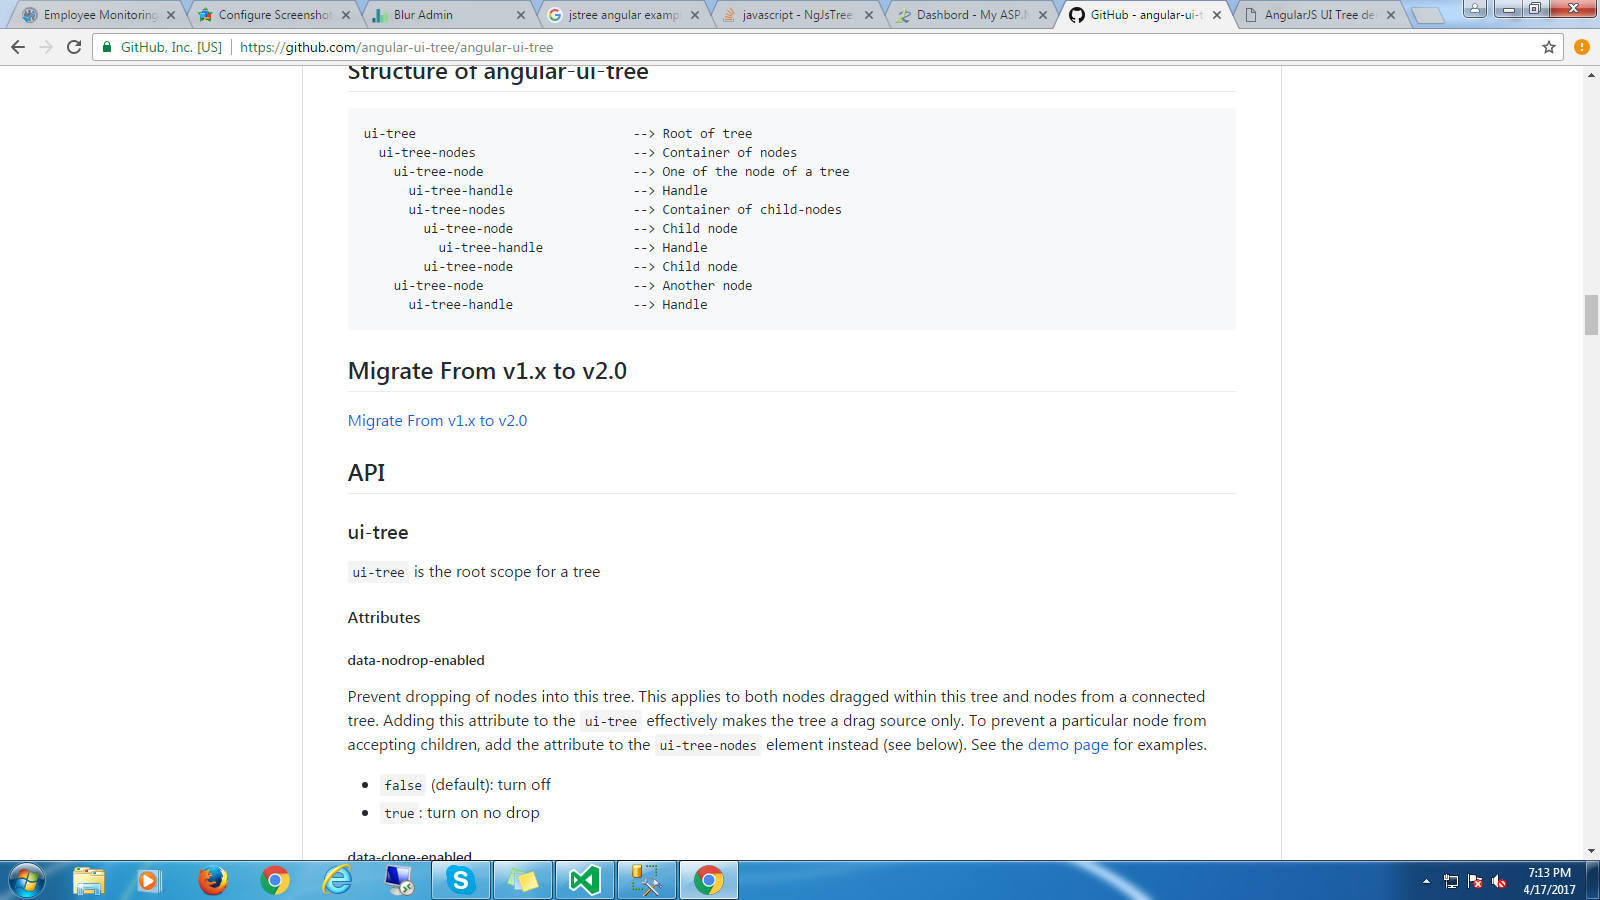 Employee Monitoring
Configure Screenshot
Blur Admin
jstree angular exampl
javascript - NgJsTree
Dashbord - My ASP.N
GitHub - angular-ui-t
AngularJS UI Tree de
GitHub, Inc. [US] https://github.com/angular-ui-tree/angular-ui-tree
Structure of angular-ui-tree
ui-tree --> Root of tree
ui-tree-nodes --> Container of nodes
ui-tree-node --> One of the node of a tree
ui-tree-handle --> Handle
ui-tree-nodes --> Container of child-nodes
ui-tree-node --> Child node
ui-tree-handle --> Handle
ui-tree-node --> Child node
ui-tree-node --> Another node
ui-tree-handle --> Handle
Migrate From v1.x to v2.0
Migrate From v1.x to v2.0
API
ui-tree
ui-tree is the root scope for a tree
Attributes
data-nodrop-enabled
Prevent dropping of nodes into this tree. This applies to both nodes dragged within this tree and nodes from a connected
tree. Adding this attribute to the ui-tree effectively makes the tree a drag source only. To prevent a particular node from
accepting children, add the attribute to the ui-tree-nodes element instead (see below). See the demo page for examples.
false (default): turn off
true : turn on no drop
data-clone-enabled
7:13 PM
4/17/2017